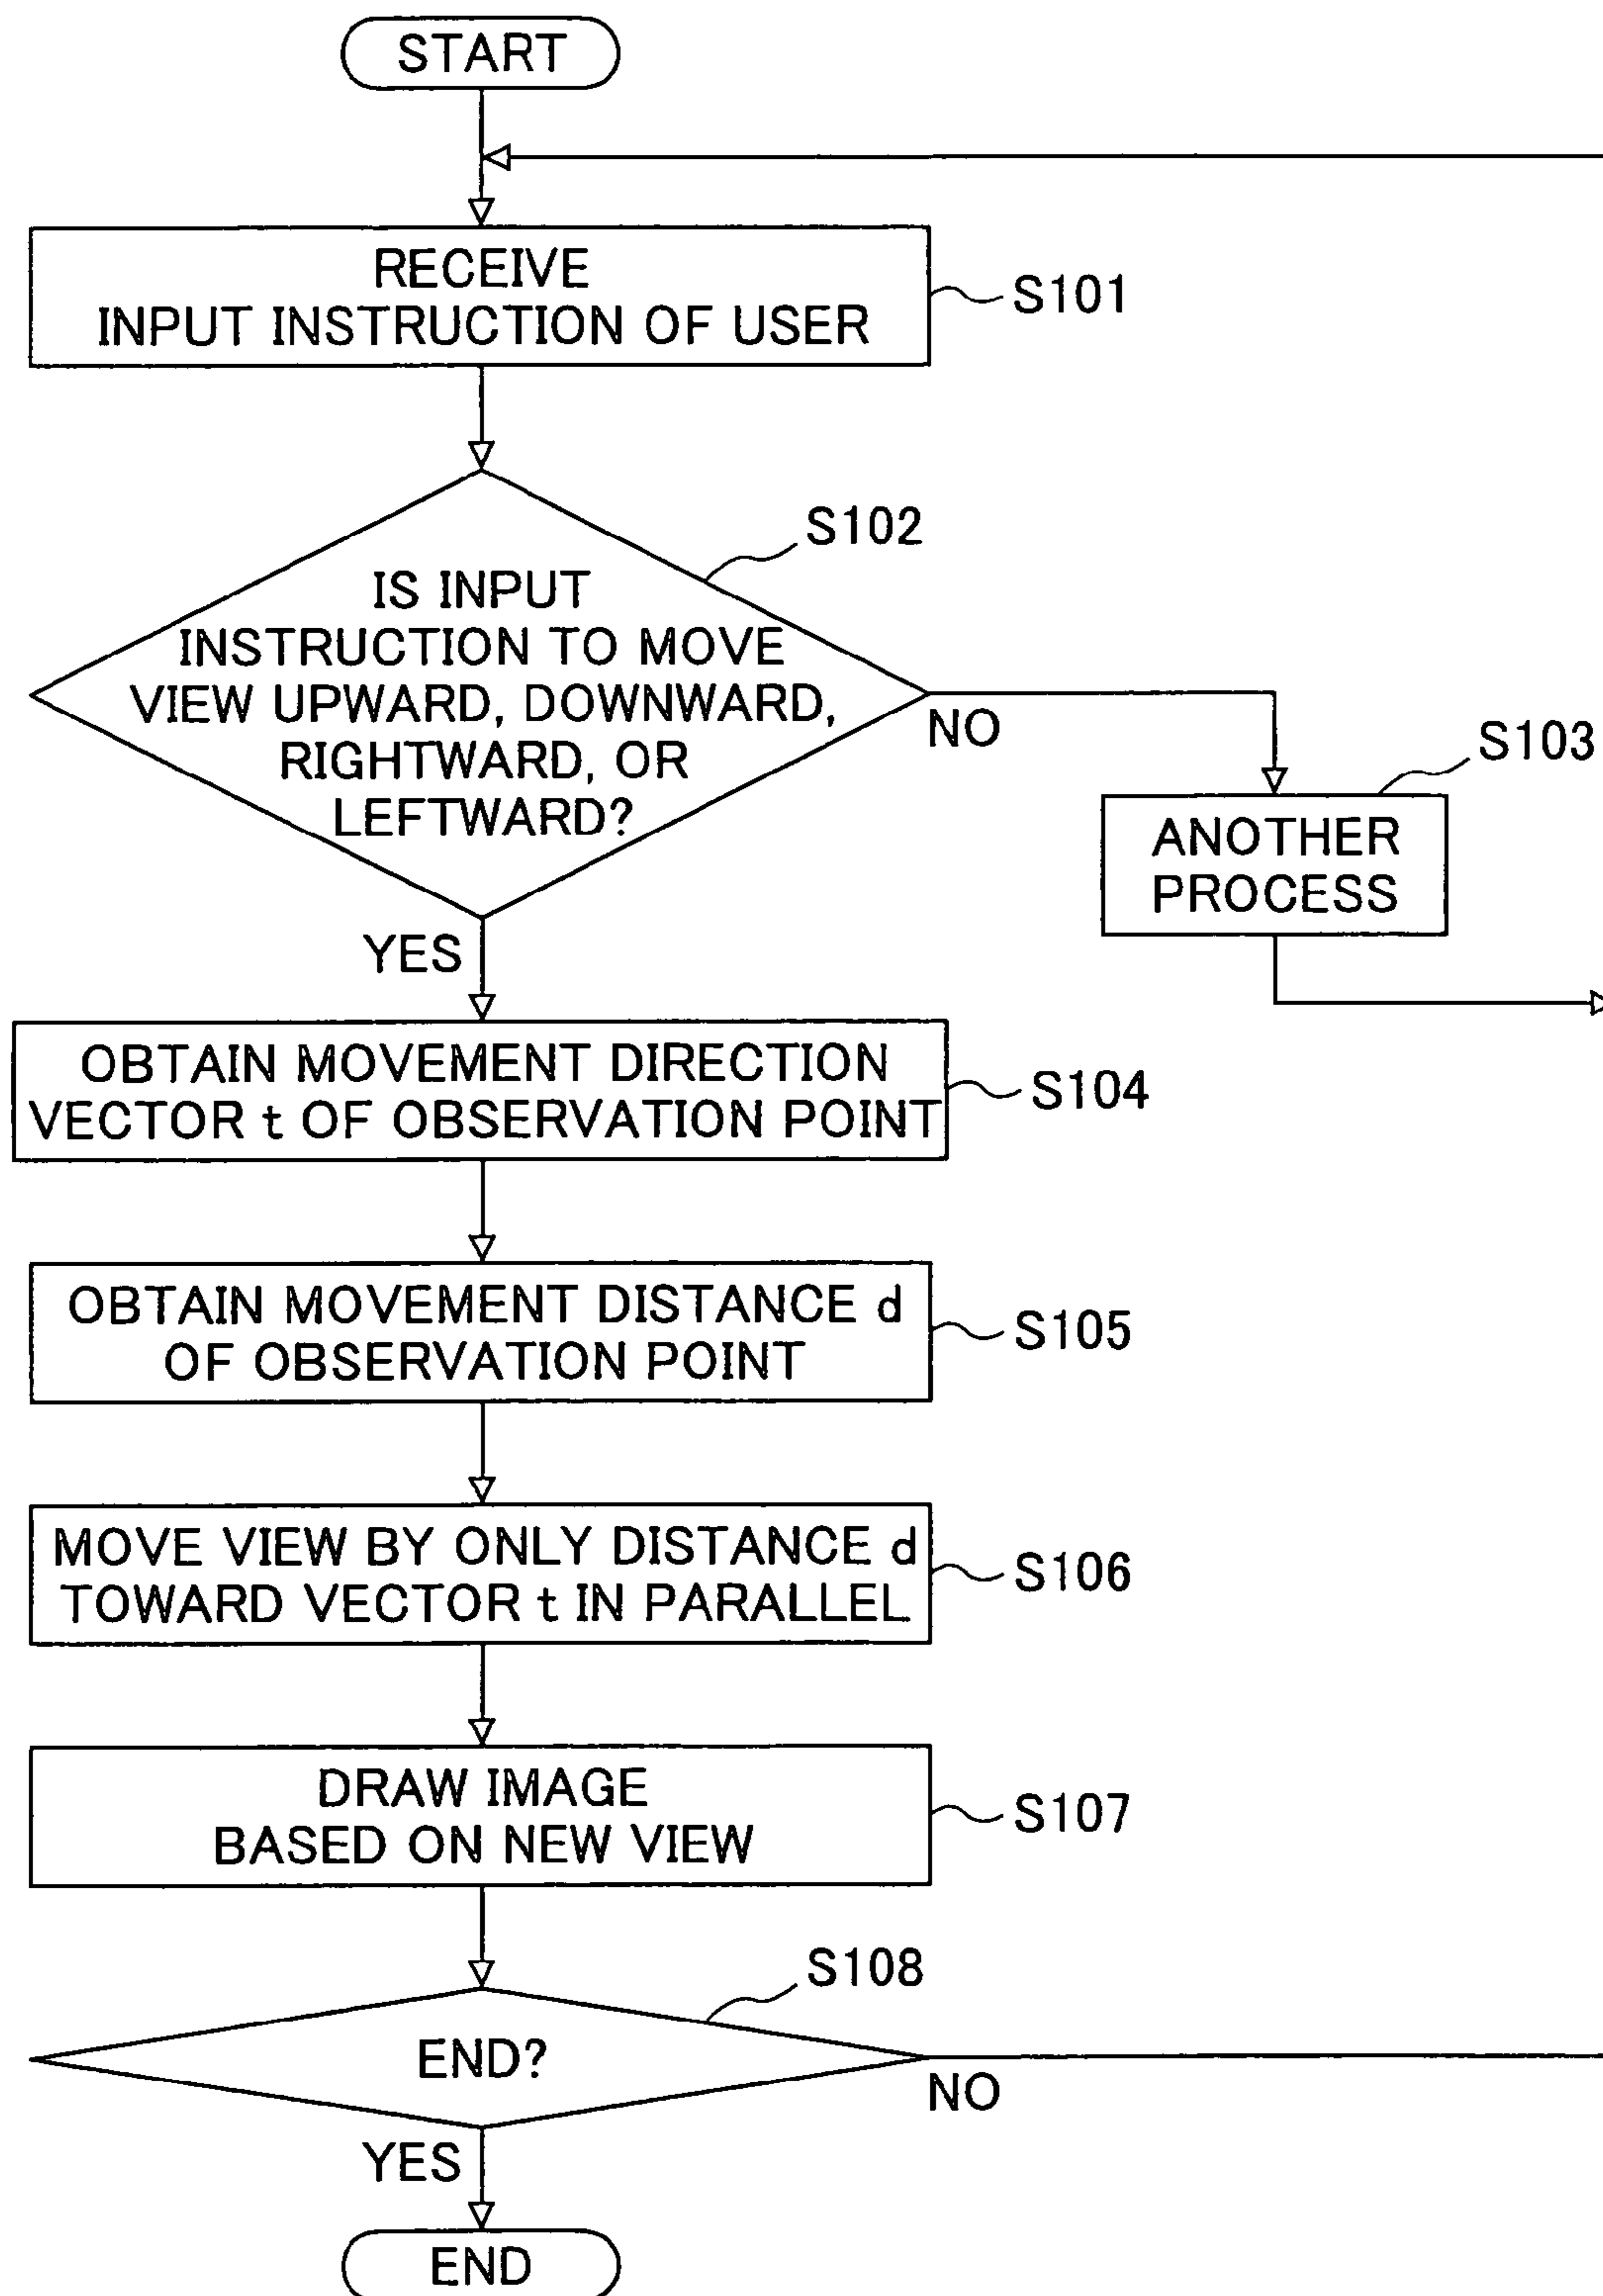 START
RECEIVE
INPUT INSTRUCTION OF USER
S101
S102
IS INPUT
INSTRUCTION TO MOVE
VIEW UPWARD, DOWNWARD,
RIGHTWARD, OR
LEFTWARD?
NO
S103
ANOTHER
PROCESS
YES
OBTAIN MOVEMENT DIRECTION
VECTOR t OF OBSERVATION POINT
S104
OBTAIN MOVEMENT DISTANCE d
OF OBSERVATION POINT
S105
MOVE VIEW BY ONLY DISTANCE d
TOWARD VECTOR t IN PARALLEL
S106
DRAW IMAGE
BASED ON NEW VIEW
S107
S108
END?
NO
YES
END